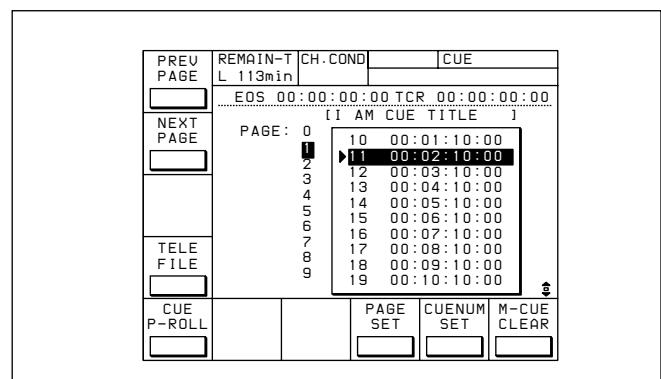 PREV PAGE
REMAIN-T
L 113min
CH.COND
CUE
EOS 00:00:00:00 TCR 00:00:00:00
[I AM CUE TITLE ]
NEXT PAGE
PAGE:
0
1
2
3
4
5
6
7
8
9
10 00:01:10:00
11 00:02:10:00
12 00:03:10:00
13 00:04:10:00
14 00:05:10:00
15 00:06:10:00
16 00:07:10:00
17 00:08:10:00
18 00:09:10:00
19 00:10:10:00
TELE FILE
CUE P-ROLL
PAGE SET
CUENUM SET
M-CUE CLEAR